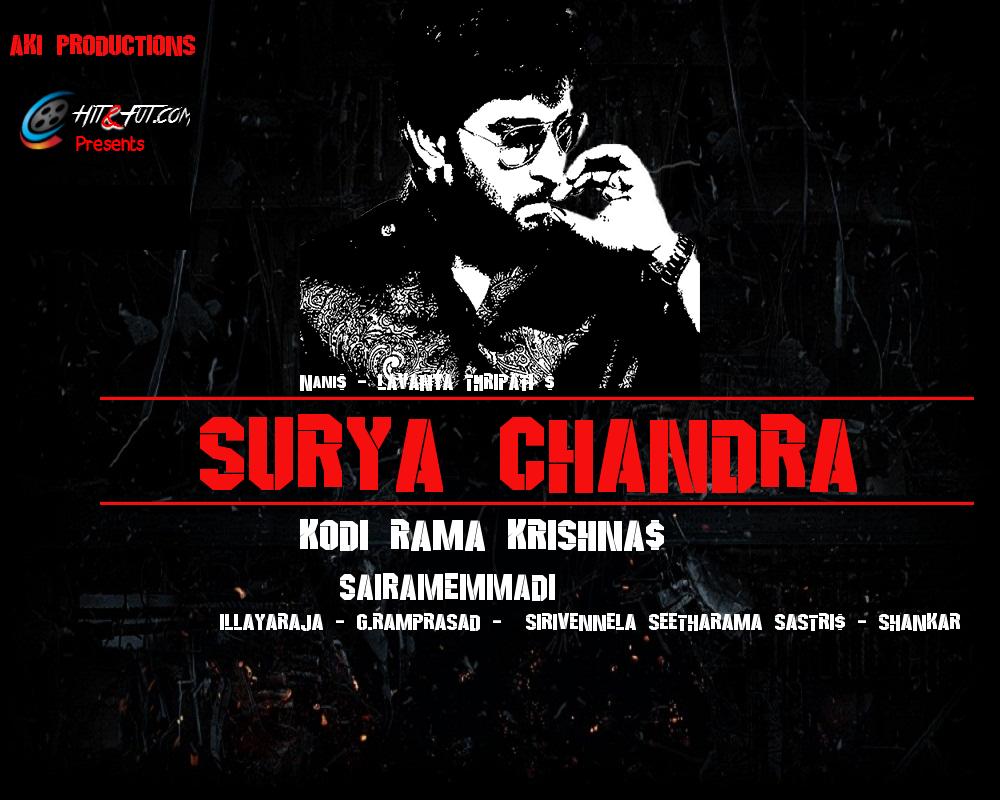 AKI PRODUCTIONS
HIT&FUT.COM
Presents
NANI$ - LAVANYA THRIPATI $
SURYA CHANDRA
KODI RAMA KRISHNA$
SAIRAMEMMADI
ILLAYARAJA - G.RAMPRASAD - SIRIVENNELA SEETHARAMA SASTRI$ - SHANKAR